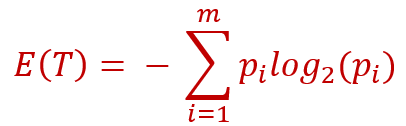 E(T) = − ∑_{i=1}^{m} p_i log_2(p_i)